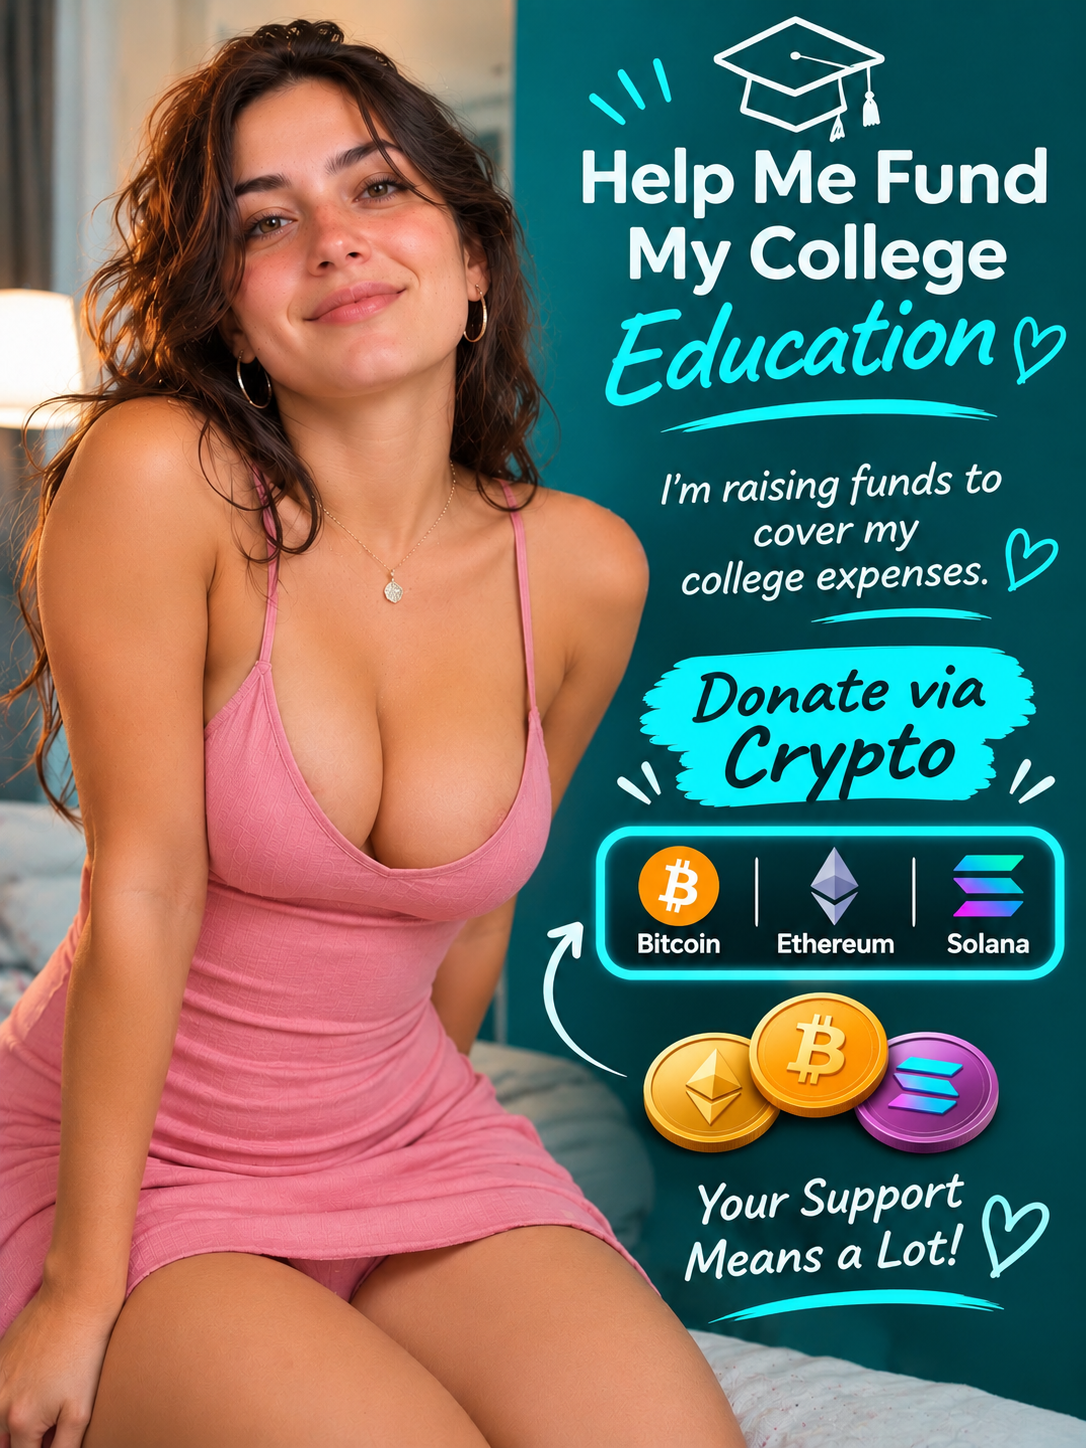 Help Me Fund
My College
Education
I'm raising funds to
cover my
college expenses.
Donate via
Crypto
Bitcoin
Ethereum
Solana
Your Support
Means a Lot!